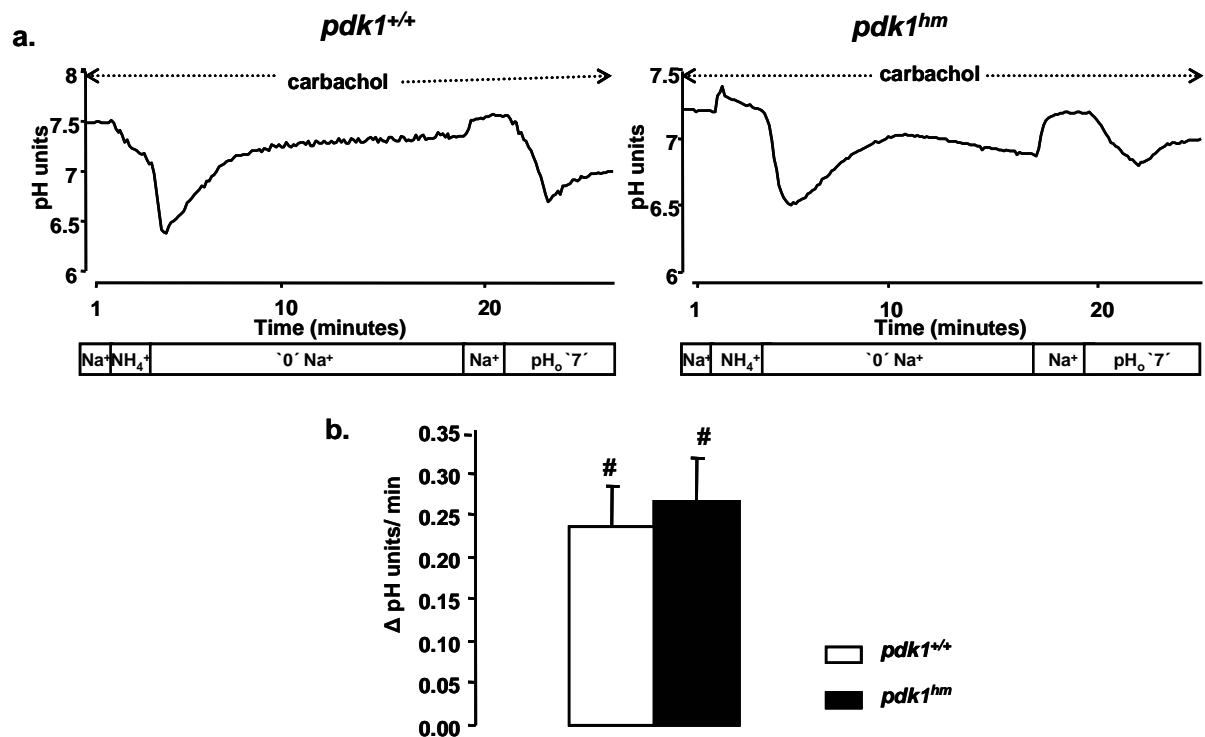 a.
pdk1+/+
pdk1hm
8
7.5
7
6.5
6
pH units
carbachol
1
10
20
Time (minutes)
Na+
NH4+
`0´ Na+
Na+
pHo `7´
7.5
7
6.5
6
pH units
carbachol
1
10
20
Time (minutes)
Na+
NH4+
`0´ Na+
Na+
pHo `7´
b.
0.35
0.30
0.25
0.20
0.15
0.10
0.05
0.00
Δ pH units/ min
#
#
pdk1+/+
pdk1hm